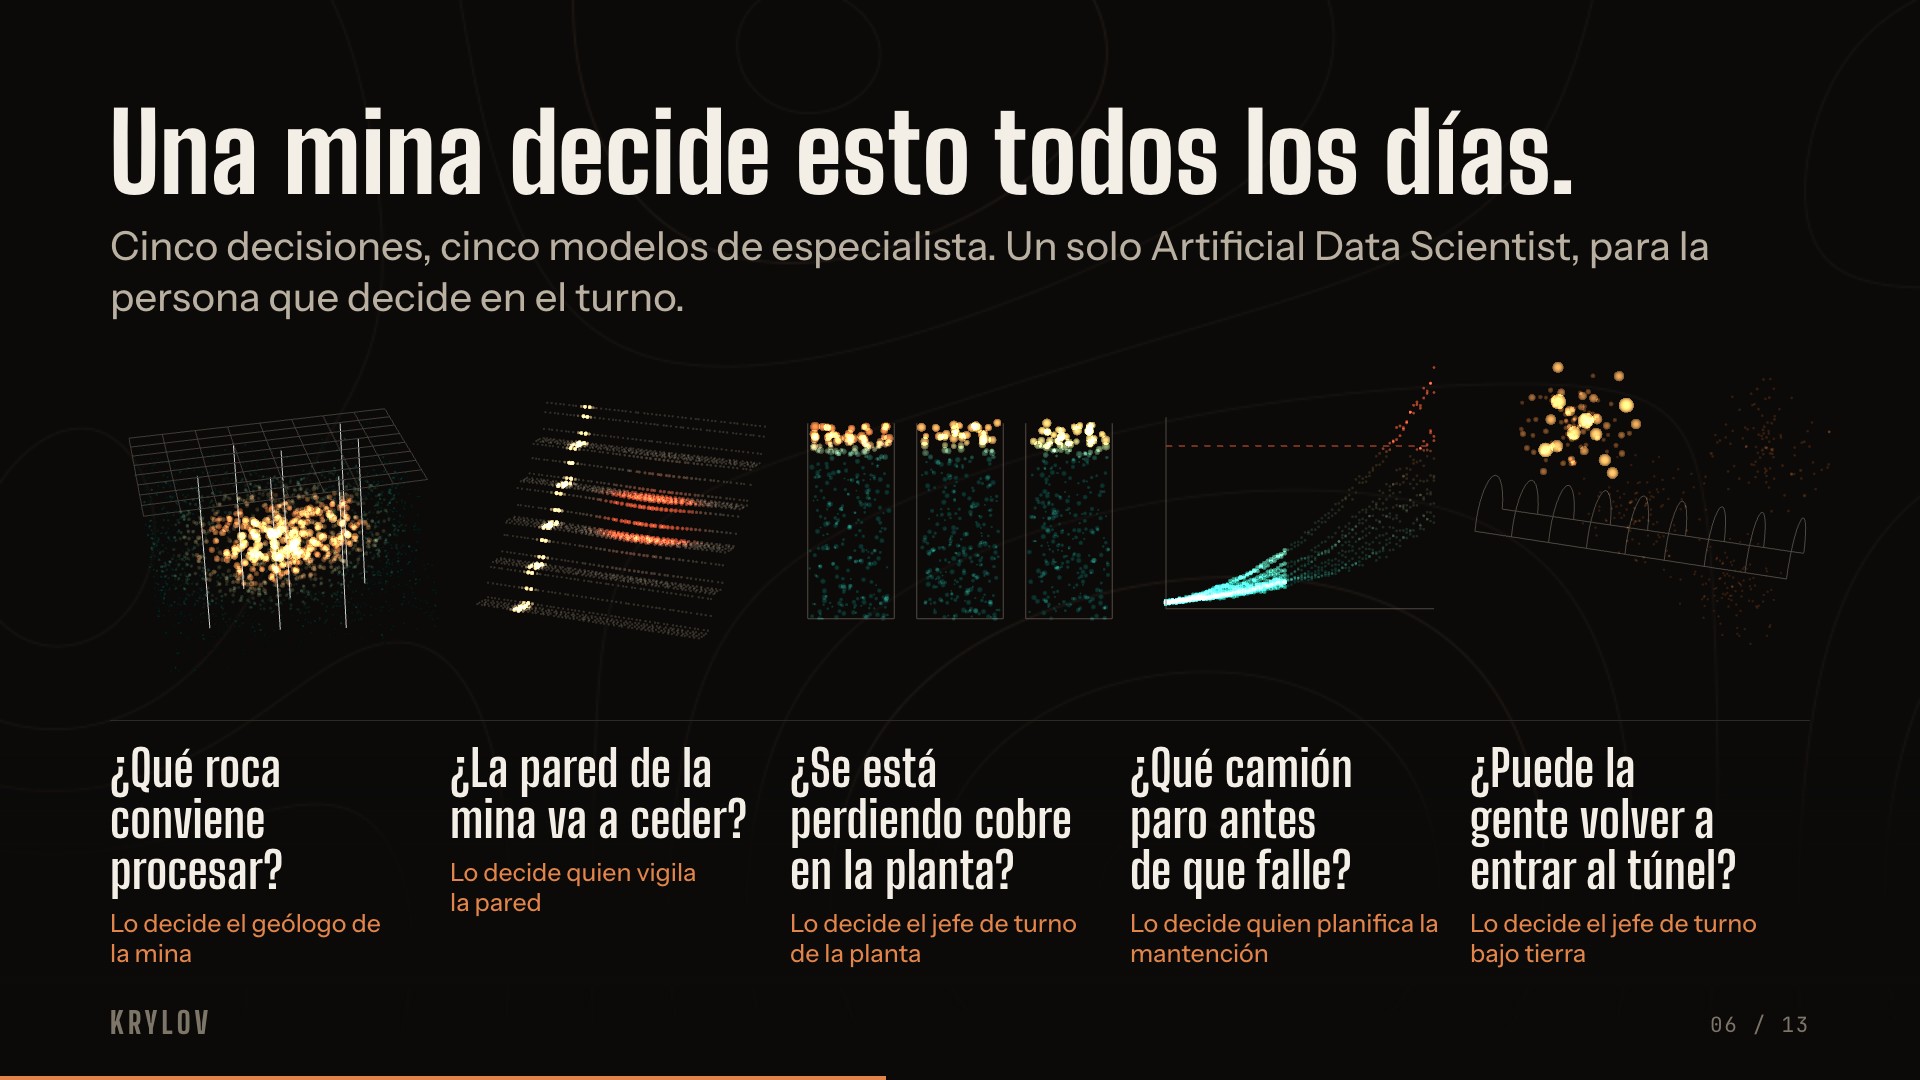 Una mina decide esto todos los días.
Cinco decisiones, cinco modelos de especialista. Un solo Artificial Data Scientist, para la
persona que decide en el turno.
¿Qué roca
conviene
procesar?
Lo decide el geólogo de
la mina
¿La pared de la
mina va a ceder?
Lo decide quien vigila
la pared
¿Se está
perdiendo cobre
en la planta?
Lo decide el jefe de turno
de la planta
¿Qué camión
paro antes
de que falle?
Lo decide quien planifica la
mantención
¿Puede la
gente volver a
entrar al túnel?
Lo decide el jefe de turno
bajo tierra
KRYLOV
06 / 13